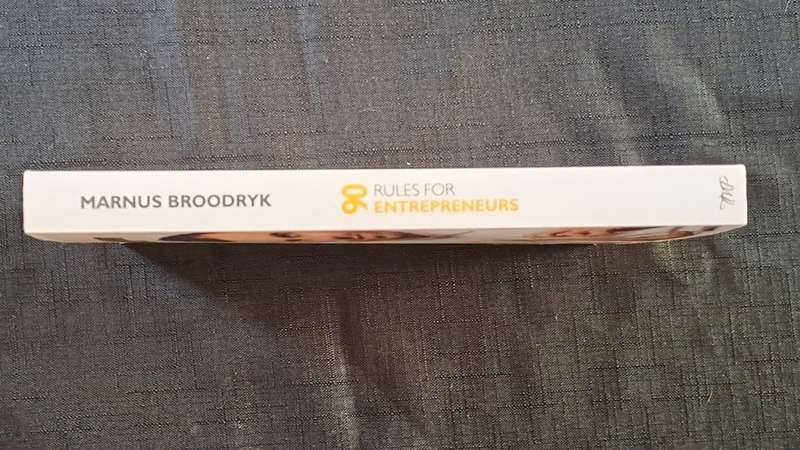 MARNUS BROODRYK
90 RULES FOR
ENTREPRENEURS